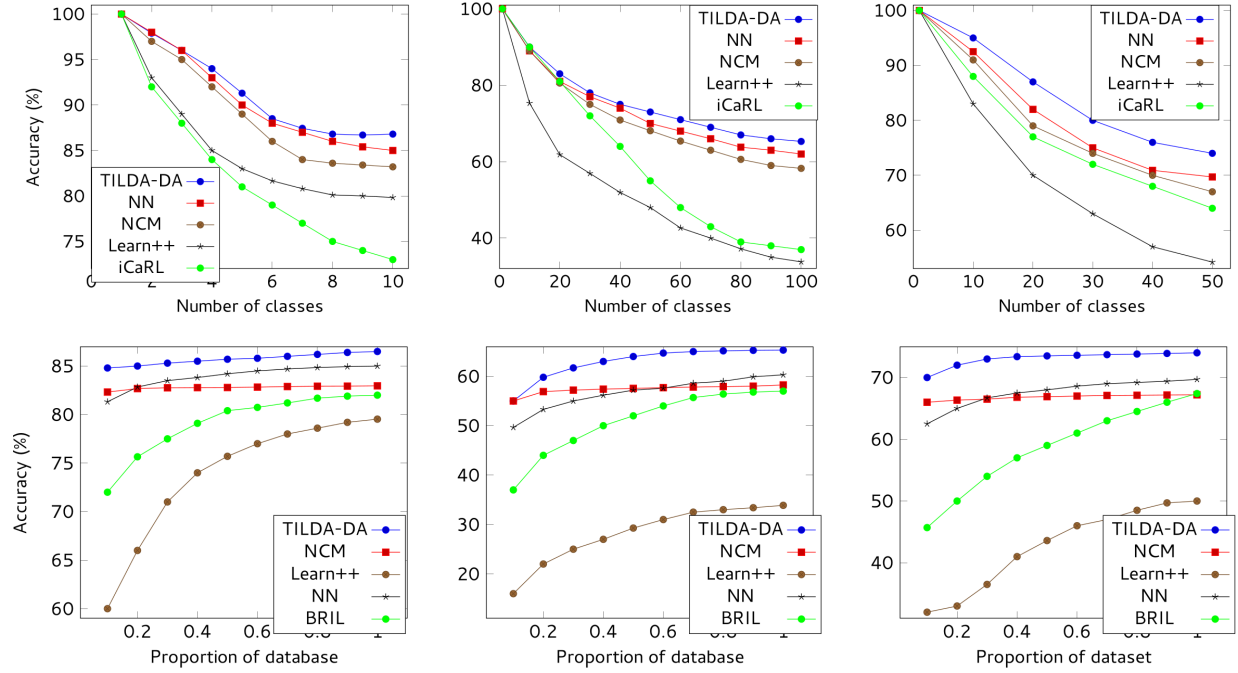 100
95
90
85
80
75
Accuracy (%)
TILDA-DA
NN
NCM
Learn++
iCaRL
0 2 4 6 8 10
Number of classes
100
80
60
40
TILDA-DA
NN
NCM
Learn++
iCaRL
0 20 40 60 80 100
Number of classes
100
90
80
70
60
TILDA-DA
NN
NCM
Learn++
iCaRL
0 10 20 30 40 50
Number of classes
85
80
75
70
65
60
Accuracy (%)
TILDA-DA
NCM
Learn++
NN
BRIL
0.2 0.4 0.6 0.8 1
Proportion of database
60
50
40
30
20
TILDA-DA
NCM
Learn++
NN
BRIL
0.2 0.4 0.6 0.8 1
Proportion of database
70
60
50
40
TILDA-DA
NCM
Learn++
NN
BRIL
0.2 0.4 0.6 0.8 1
Proportion of dataset